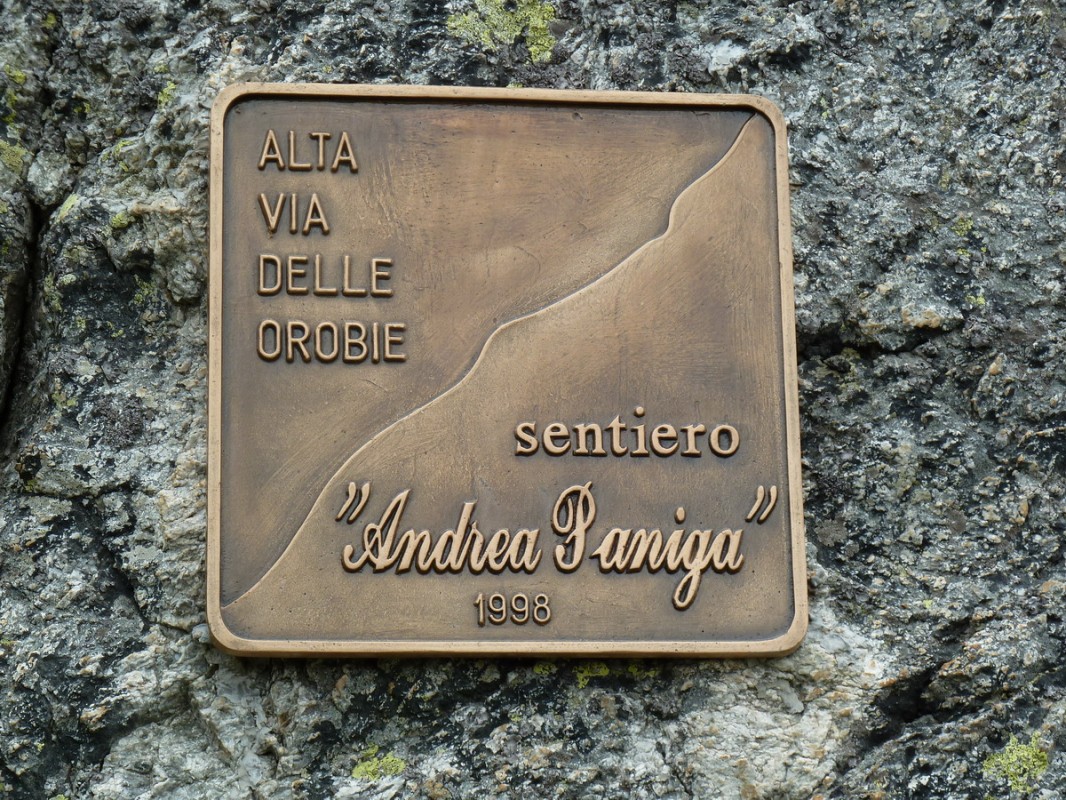 ALTA
VIA
DELLE
OROBIE
sentiero
"Andrea Paniga"
1998